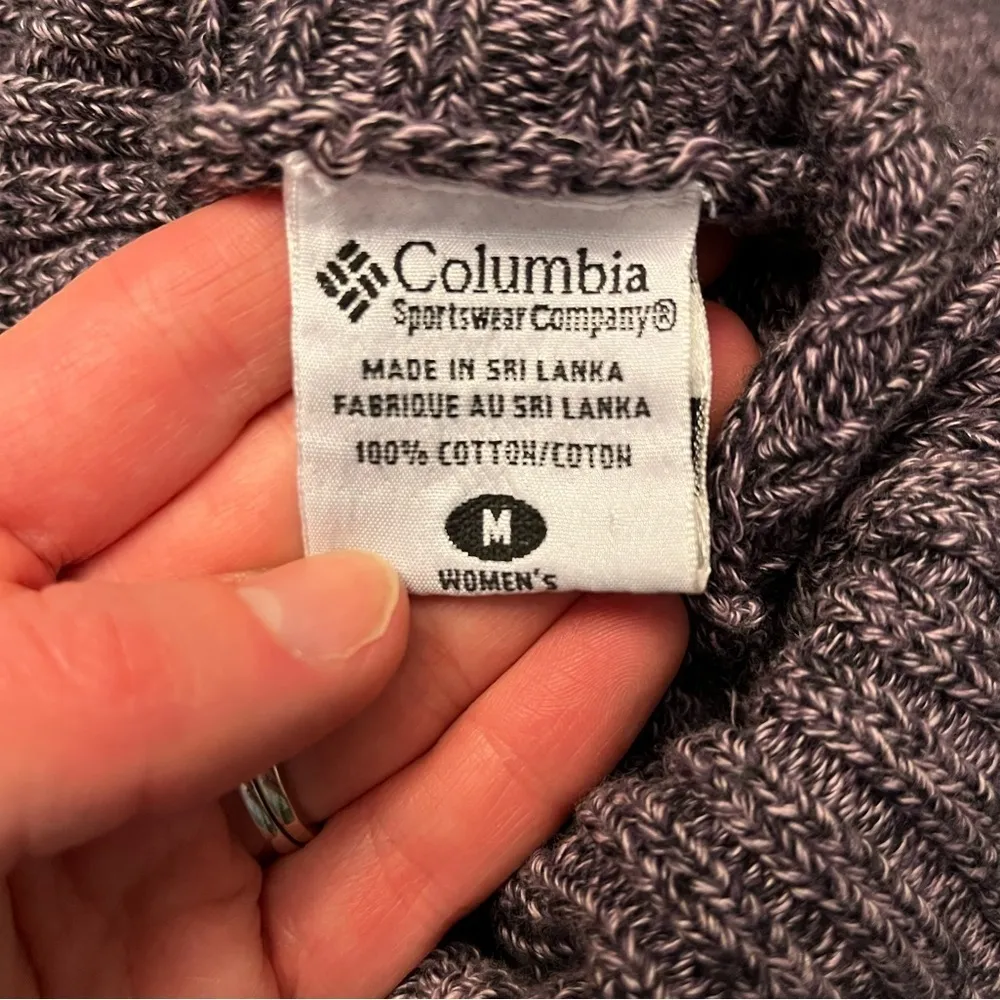 Columbia
Sportswear Company®
MADE IN SRI LANKA
FABRIQUE AU SRI LANKA
100% COTTON/COTON
M
WOMEN'S